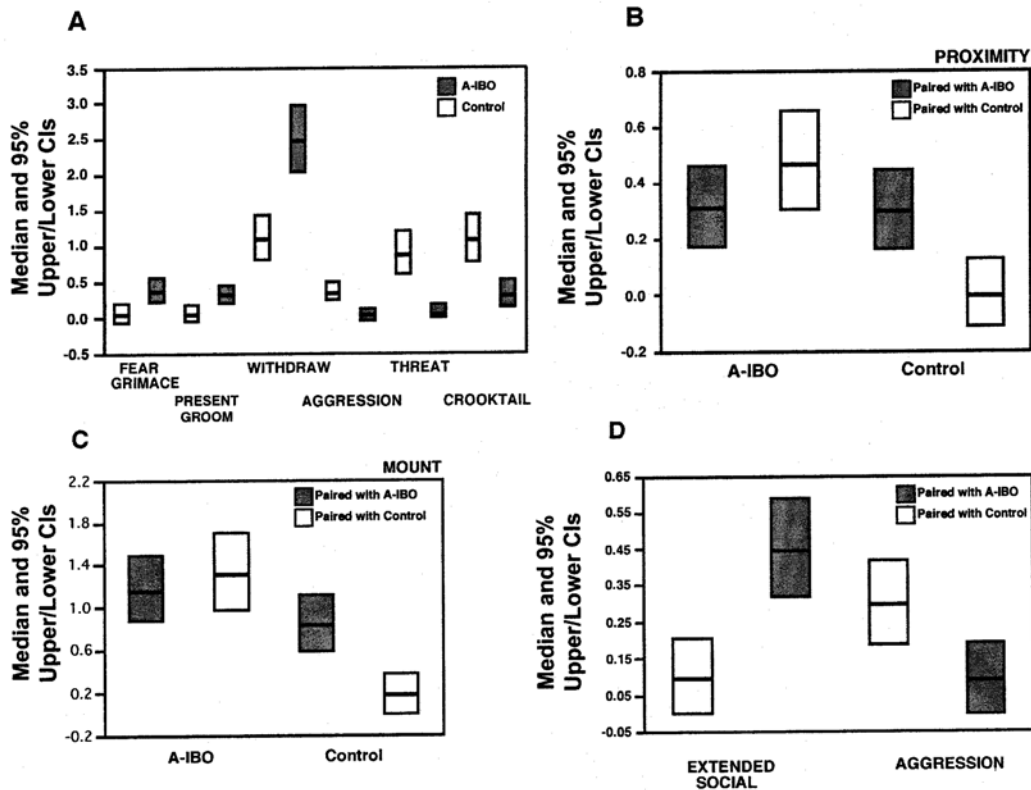 A
Median and 95%
Upper/Lower CIs
3.5
3.0
2.5
2.0
1.5
1.0
0.5
0.0
-0.5
A-IBO
Control
FEAR
GRIMACE
PRESENT
GROOM
WITHDRAW
AGGRESSION
THREAT
CROOKTAIL
B
PROXIMITY
Median and 95%
Upper/Lower CIs
0.8
0.6
0.4
0.2
0.0
-0.2
Paired with A-IBO
Paired with Control
A-IBO
Control
C
MOUNT
Median and 95%
Upper/Lower CIs
2.2
1.8
1.4
1.0
0.6
0.2
-0.2
Paired with A-IBO
Paired with Control
A-IBO
Control
D
Median and 95%
Upper/Lower CIs
0.65
0.55
0.45
0.35
0.25
0.15
0.05
-0.05
Paired with A-IBO
Paired with Control
EXTENDED
SOCIAL
AGGRESSION